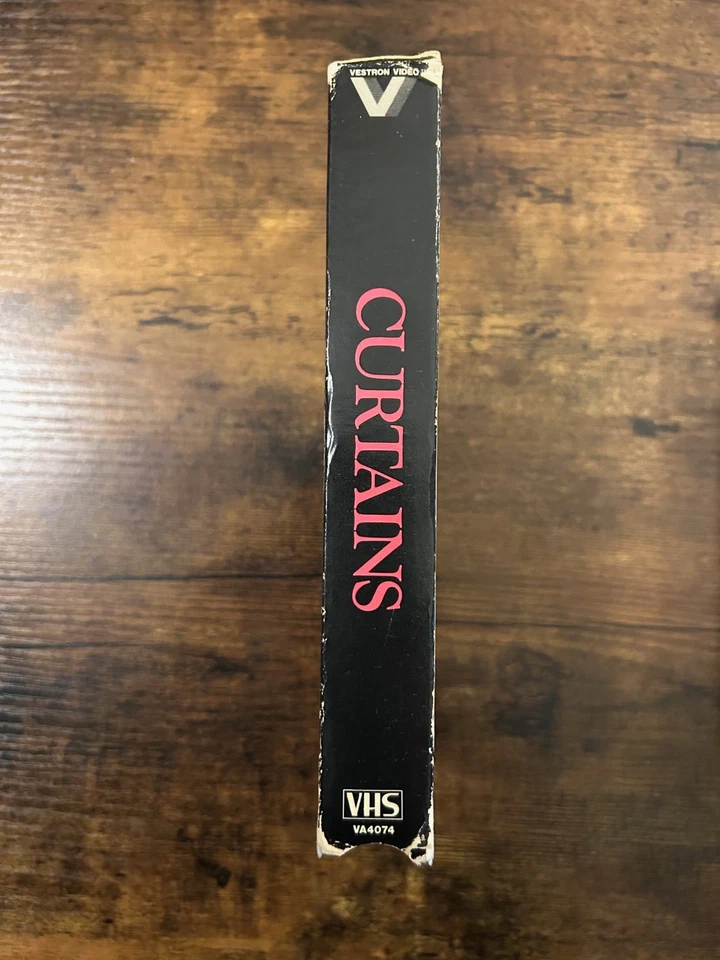 VESTRON VIDEO
V
CURTAINS
VHS
VA4074